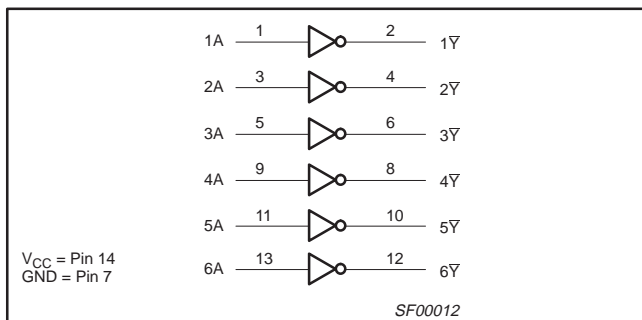 1A 1 2 1Y̅
2A 3 4 2Y̅
3A 5 6 3Y̅
4A 9 8 4Y̅
5A 11 10 5Y̅
6A 13 12 6Y̅
VCC = Pin 14
GND = Pin 7
SF00012